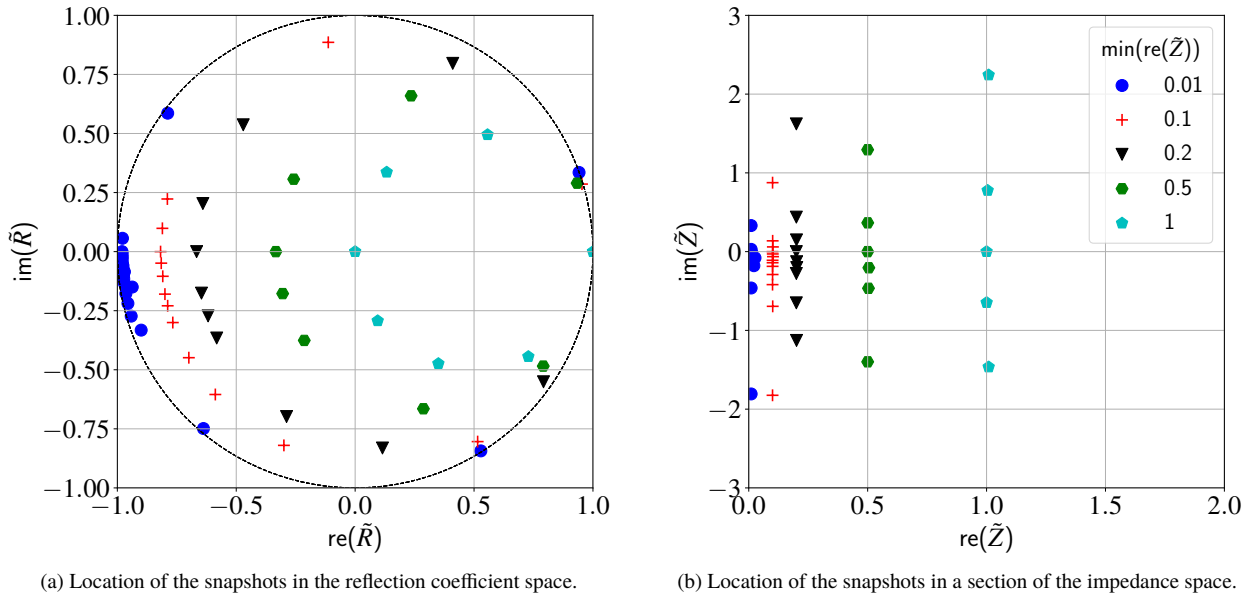 1.00
0.75
0.50
0.25
0.00
−0.25
−0.50
−0.75
−1.00
im(R̃)
−1.0 −0.5 0.0 0.5 1.0
re(R̃)
(a) Location of the snapshots in the reflection coefficient space.
3
2
1
0
−1
−2
−3
im(Z̃)
min(re(Z̃))
0.01
0.1
0.2
0.5
1
0.0 0.5 1.0 1.5 2.0
re(Z̃)
(b) Location of the snapshots in a section of the impedance space.